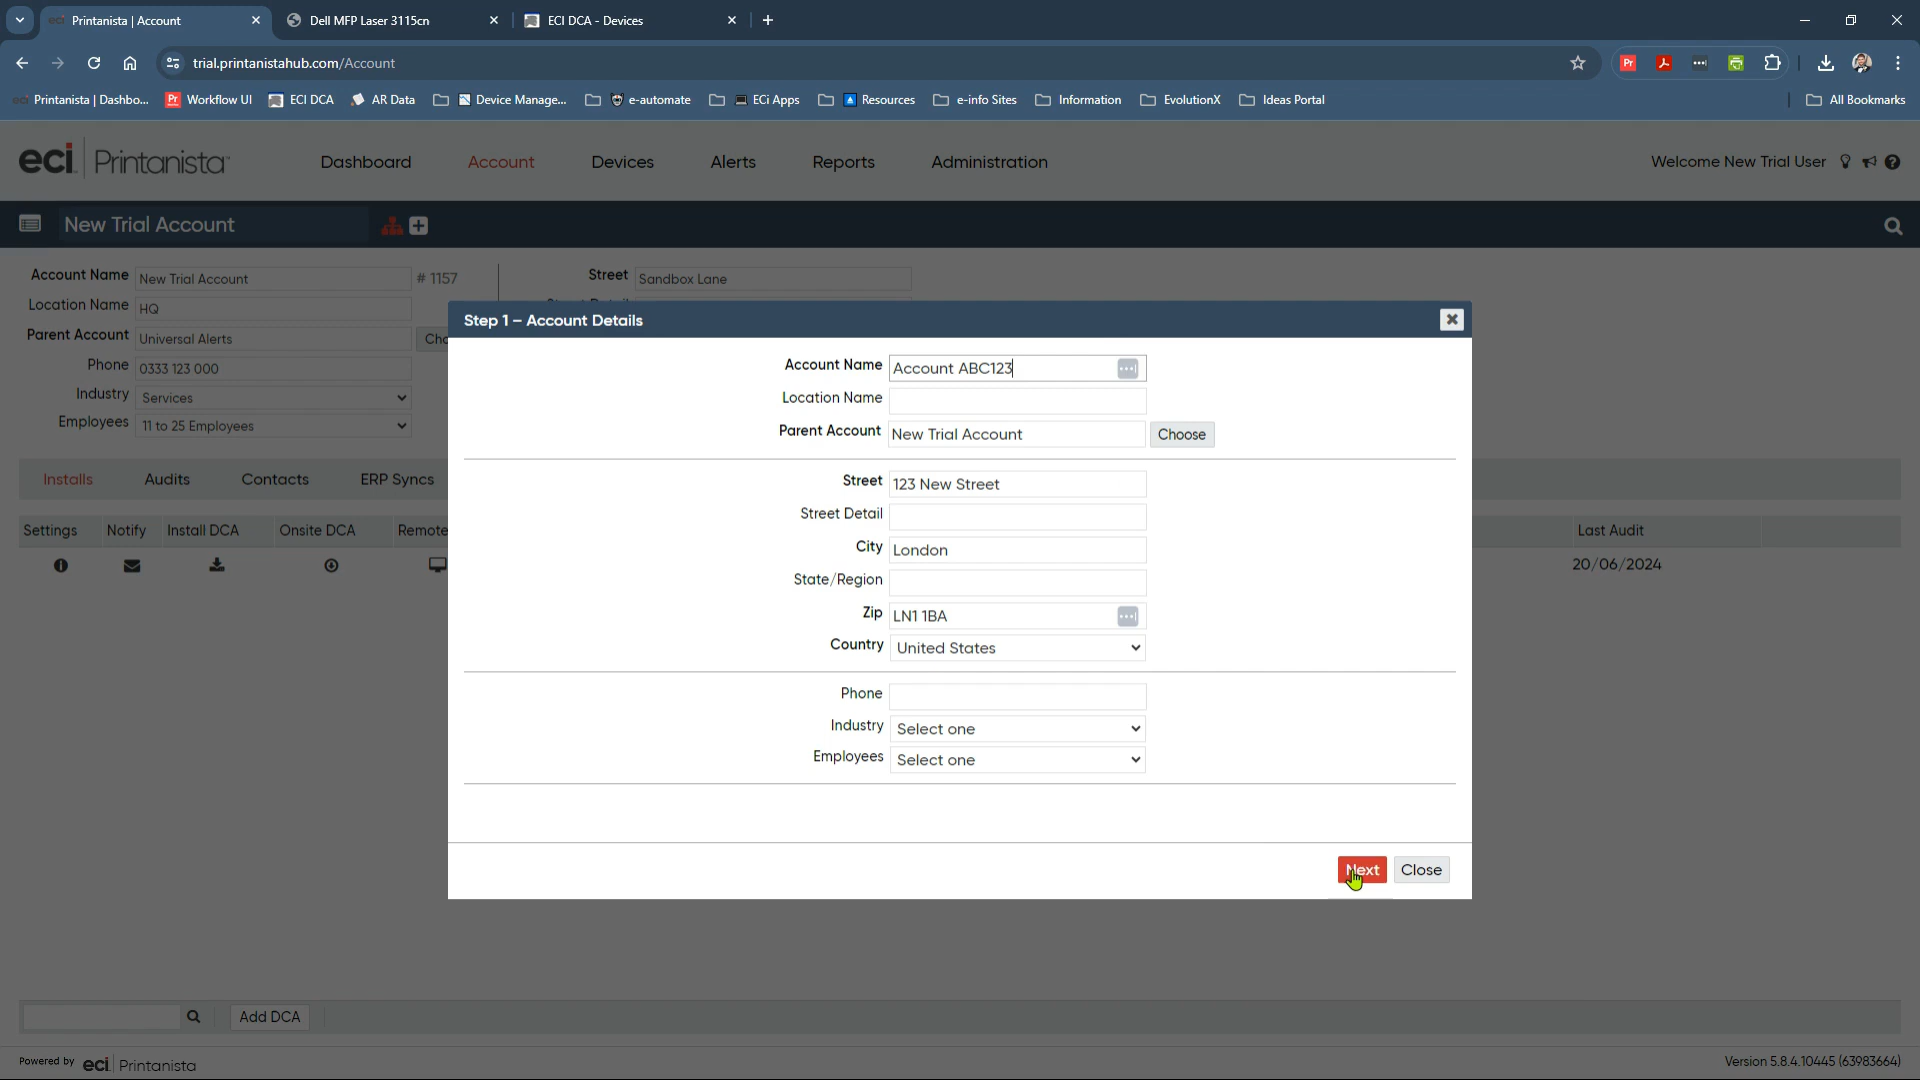 Printanista | Account
Dell MFP Laser 3115cn
ECI DCA - Devices
trial.printanistahub.com/Account
Printanista | Dashbo...
Workflow UI
ECI DCA
AR Data
Device Manage...
e-automate
ECi Apps
Resources
e-info Sites
Information
EvolutionX
Ideas Portal
All Bookmarks
eci Printanista
Dashboard
Account
Devices
Alerts
Reports
Administration
Welcome New Trial User
New Trial Account
Account Name New Trial Account # 1157
Street Sandbox Lane
Location Name HQ
Parent Account Universal Alerts
Phone 0333 123 000
Industry Services
Employees 11 to 25 Employees
Installs
Audits
Contacts
ERP Syncs
Settings
Notify
Install DCA
Onsite DCA
Remote
Last Audit
20/06/2024
Step 1 – Account Details
Account Name Account ABC123
Location Name
Parent Account New Trial Account Choose
Street 123 New Street
Street Detail
City London
State/Region
Zip LN1 1BA
Country United States
Phone
Industry Select one
Employees Select one
Next Close
Add DCA
Powered by eci Printanista
Version 5.8.4.10445 (63983664)